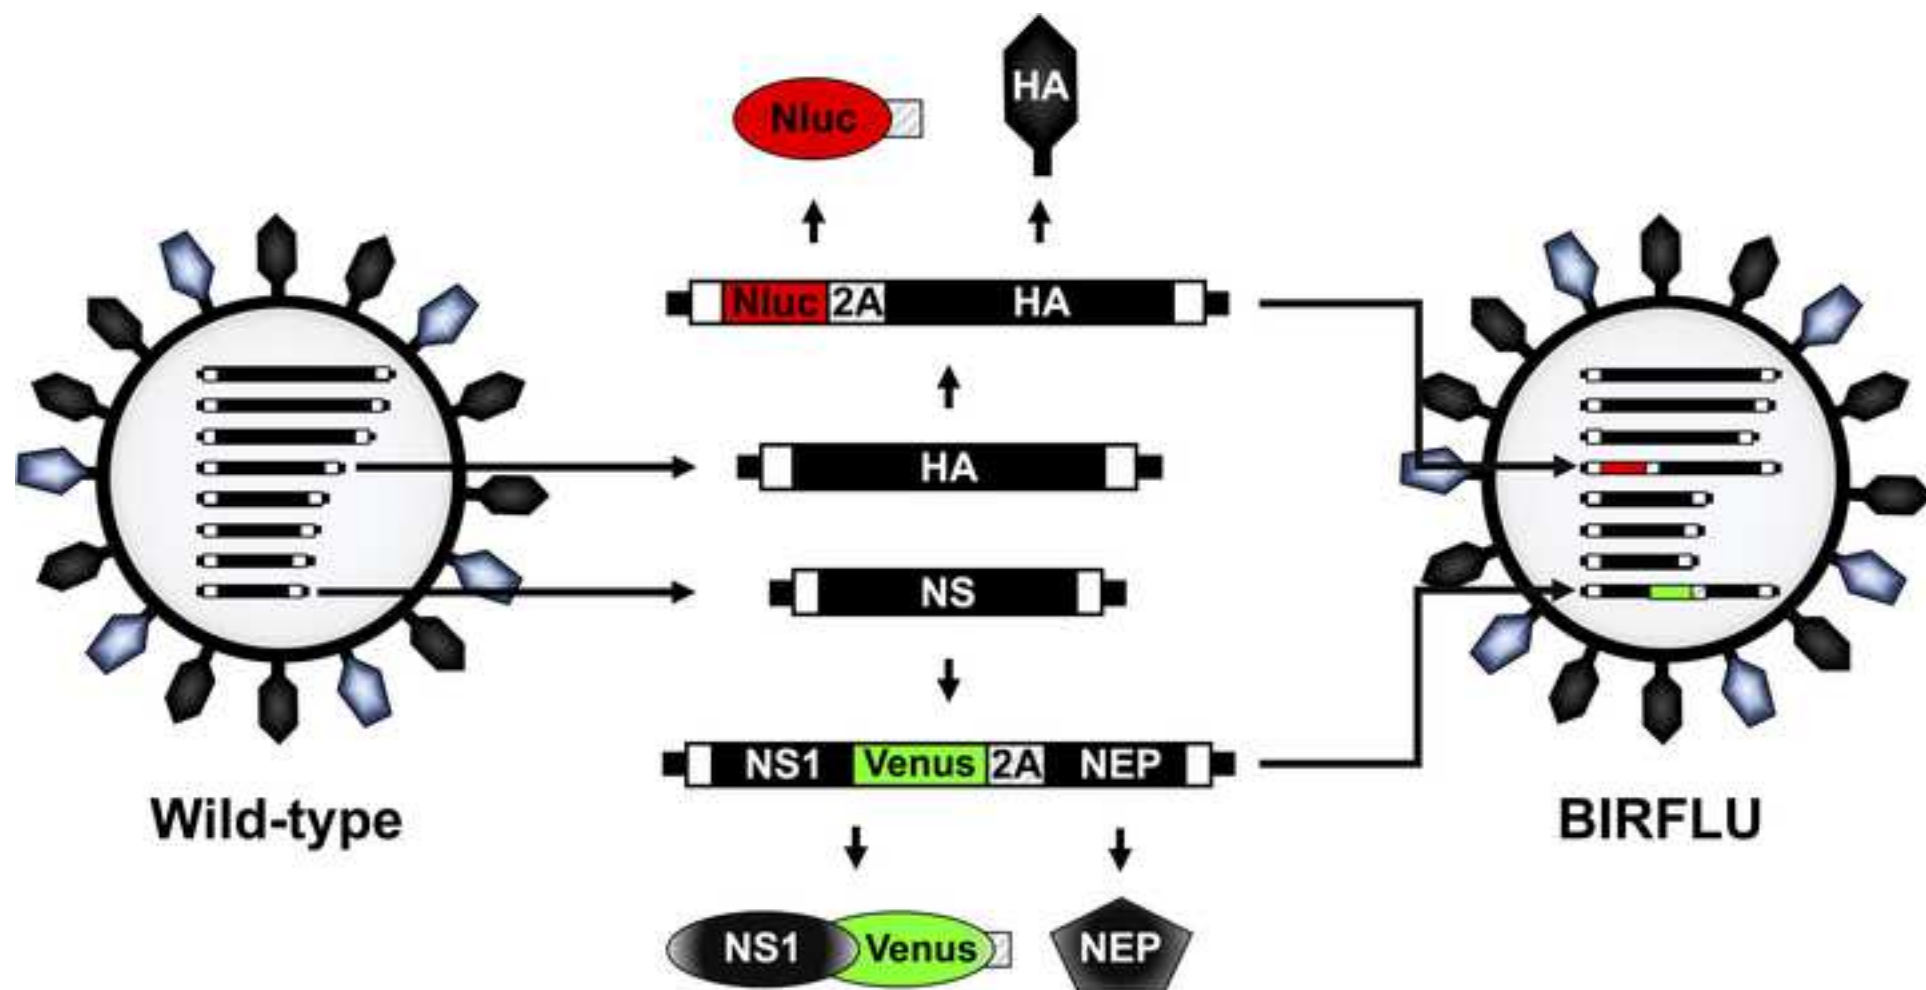 Nluc
HA
Nluc 2A HA
HA
NS
NS1 Venus 2A NEP
Wild-type
BIRFLU
NS1 Venus
NEP